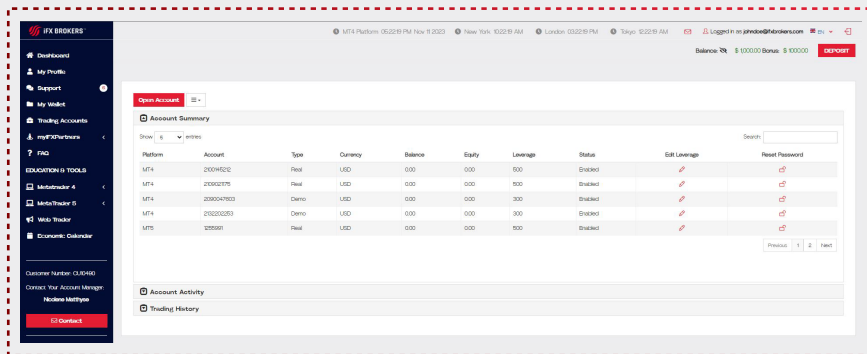 iFX BROKERS
MT4 Platform: 05:22:19 PM Nov 11 2023 New York: 10:22:19 AM London: 03:22:19 PM Tokyo: 12:22:19 AM Logged in as johndoe@ifxbrokers.com EN
Balance: $ 1,000.00 Bonus: $ 1000.00 DEPOSIT
Dashboard
My Profile
Support
My Wallet
Trading Accounts
myIFXPartners
FAQ
EDUCATION & TOOLS
Metatrader 4
MetaTrader 5
Web Trader
Economic Calendar
Customer Number: CU10490
Contact Your Account Manager:
Nicolene Matthyse
Contact
Open Account
Account Summary
Show 5 entries Search:
Platform Account Type Currency Balance Equity Leverage Status Edit Leverage Reset Password
MT4 2100145212 Real USD 0.00 0.00 500 Enabled
MT4 Real USD 0.00 0.00 500 Enabled
MT4 2090047603 Demo USD 0.00 0.00 300 Enabled
MT4 2132202253 Demo USD 0.00 0.00 300 Enabled
MT5 Real USD 0.00 0.00 500 Enabled
Previous 1 2 Next
Account Activity
Trading History